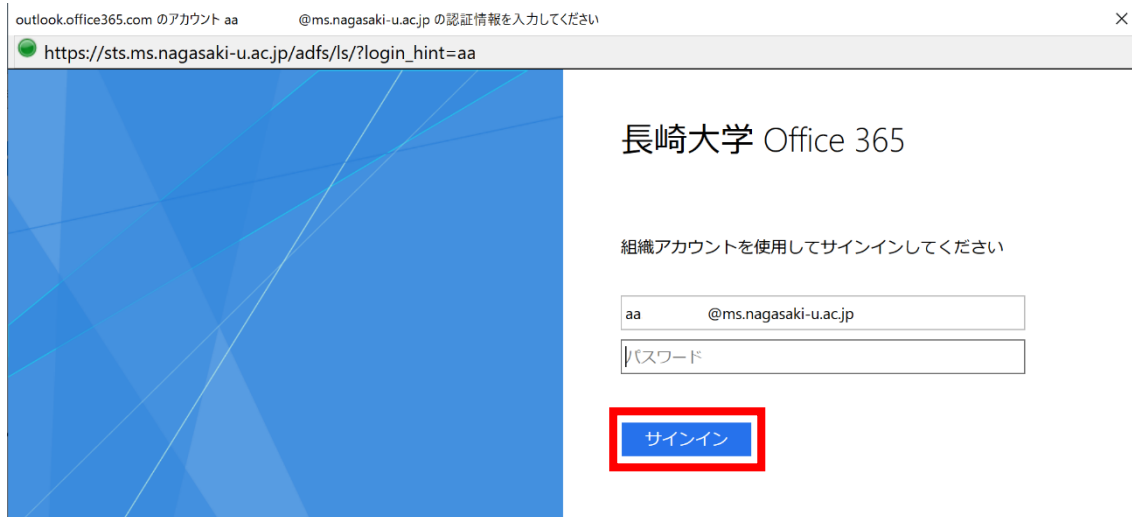 outlook.office365.com のアカウント aa @ms.nagasaki-u.ac.jp の認証情報を入力してください
https://sts.ms.nagasaki-u.ac.jp/adfs/ls/?login_hint=aa
長崎大学 Office 365
組織アカウントを使用してサインインしてください
aa @ms.nagasaki-u.ac.jp
パスワード
サインイン